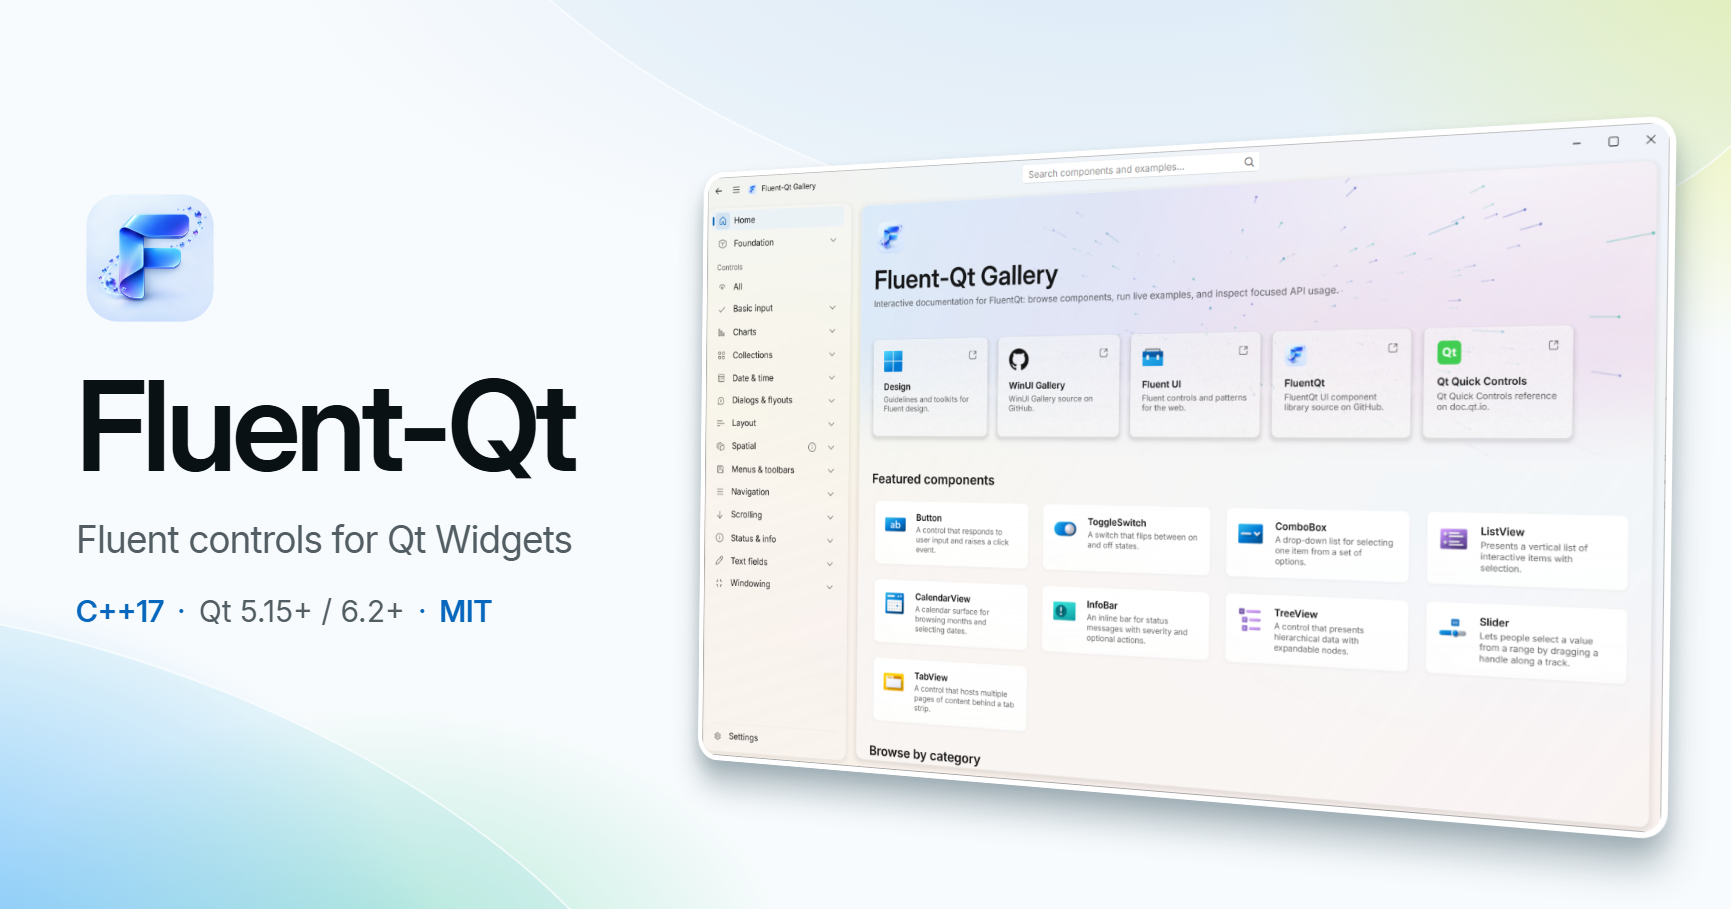 Fluent-Qt
Fluent controls for Qt Widgets
C++17 · Qt 5.15+ / 6.2+ · MIT
Fluent-Qt Gallery
Search components and examples...
Home
Foundation
Controls
All
Basic input
Charts
Collections
Date & time
Dialogs & flyouts
Layout
Spatial
Menus & toolbars
Navigation
Scrolling
Status & info
Text fields
Windowing
Settings
Fluent-Qt Gallery
Interactive documentation for FluentQt: browse components, run live examples, and inspect focused API usage.
Design
Guidelines and toolkits for
Fluent design.
WinUI Gallery
WinUI Gallery source on
GitHub.
Fluent UI
Fluent controls and patterns
for the web.
FluentQt
FluentQt UI component
library source on GitHub.
Qt
Qt Quick Controls
Qt Quick Controls reference
on doc.qt.io.
Featured components
ab
Button
A control that responds to
user input and raises a click
event.
ToggleSwitch
A switch that flips between on
and off states.
ComboBox
A drop-down list for selecting
one item from a set of
options.
ListView
Presents a vertical list of
interactive items with
selection.
CalendarView
A calendar surface for
browsing months and
selecting dates.
InfoBar
An inline bar for status
messages with severity and
optional actions.
TreeView
A control that presents
hierarchical data with
expandable nodes.
Slider
Lets people select a value
from a range by dragging a
handle along a track.
TabView
A control that hosts multiple
pages of content behind a tab
strip.
Browse by category